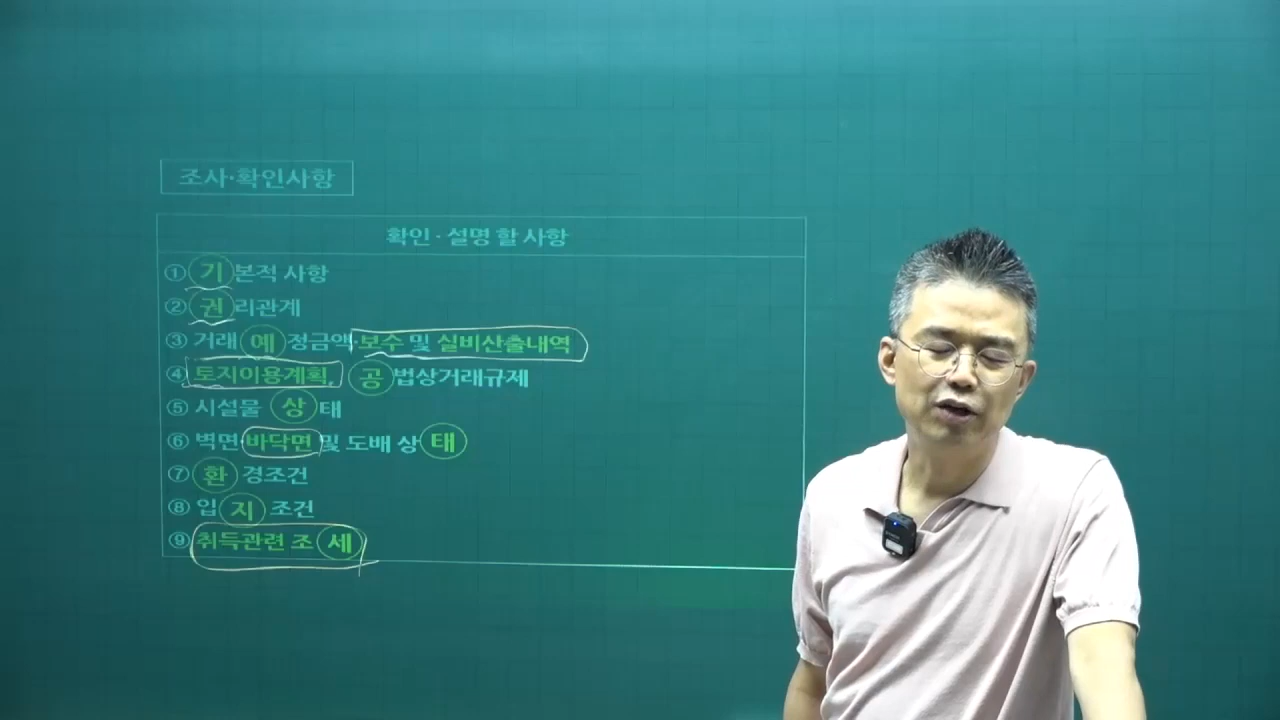 조사·확인사항
확인·설명 할 사항
① 기본적 사항
② 권리관계
③ 거래 예정금액·보수 및 실비산출내역
④ 토지이용계획, 공법상거래규제
⑤ 시설물 상태
⑥ 벽면 바닥면 및 도배 상태
⑦ 환경조건
⑧ 입지조건
⑨ 취득관련 조세